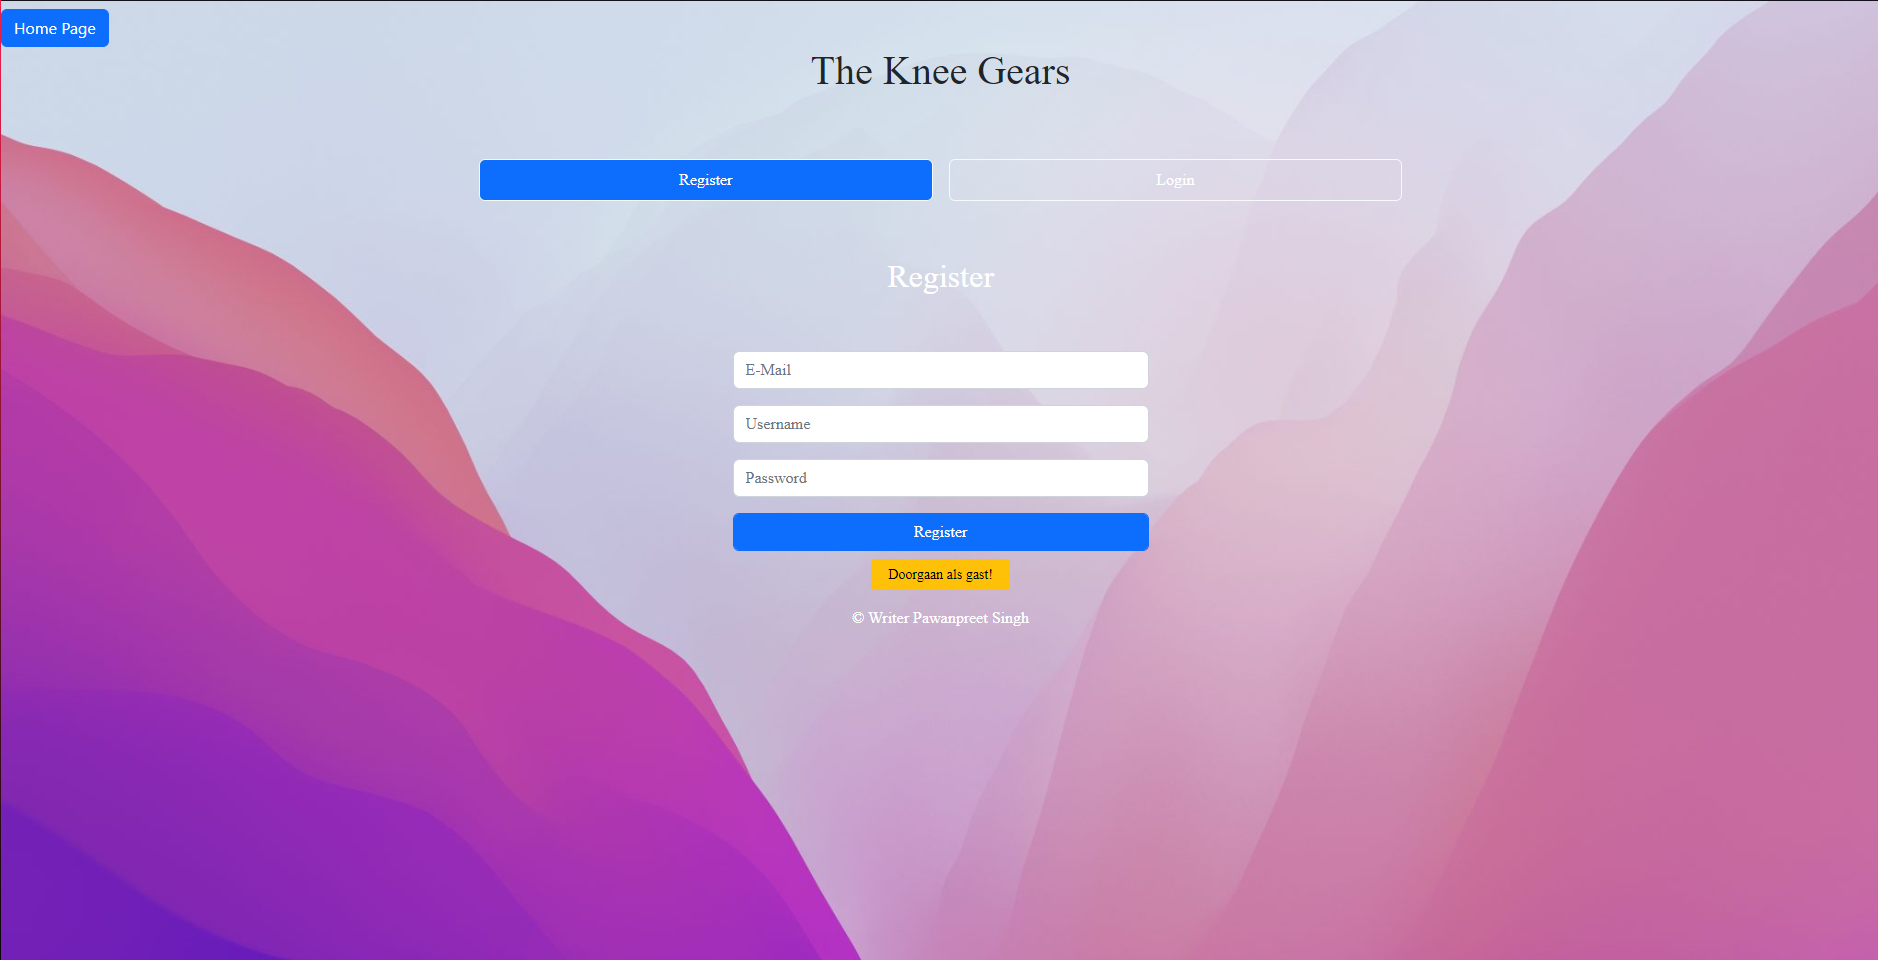 Home Page
The Knee Gears
Register
Login
Register
E-Mail
Username
Password
Register
Doorgaan als gast!
© Writer Pawanpreet Singh